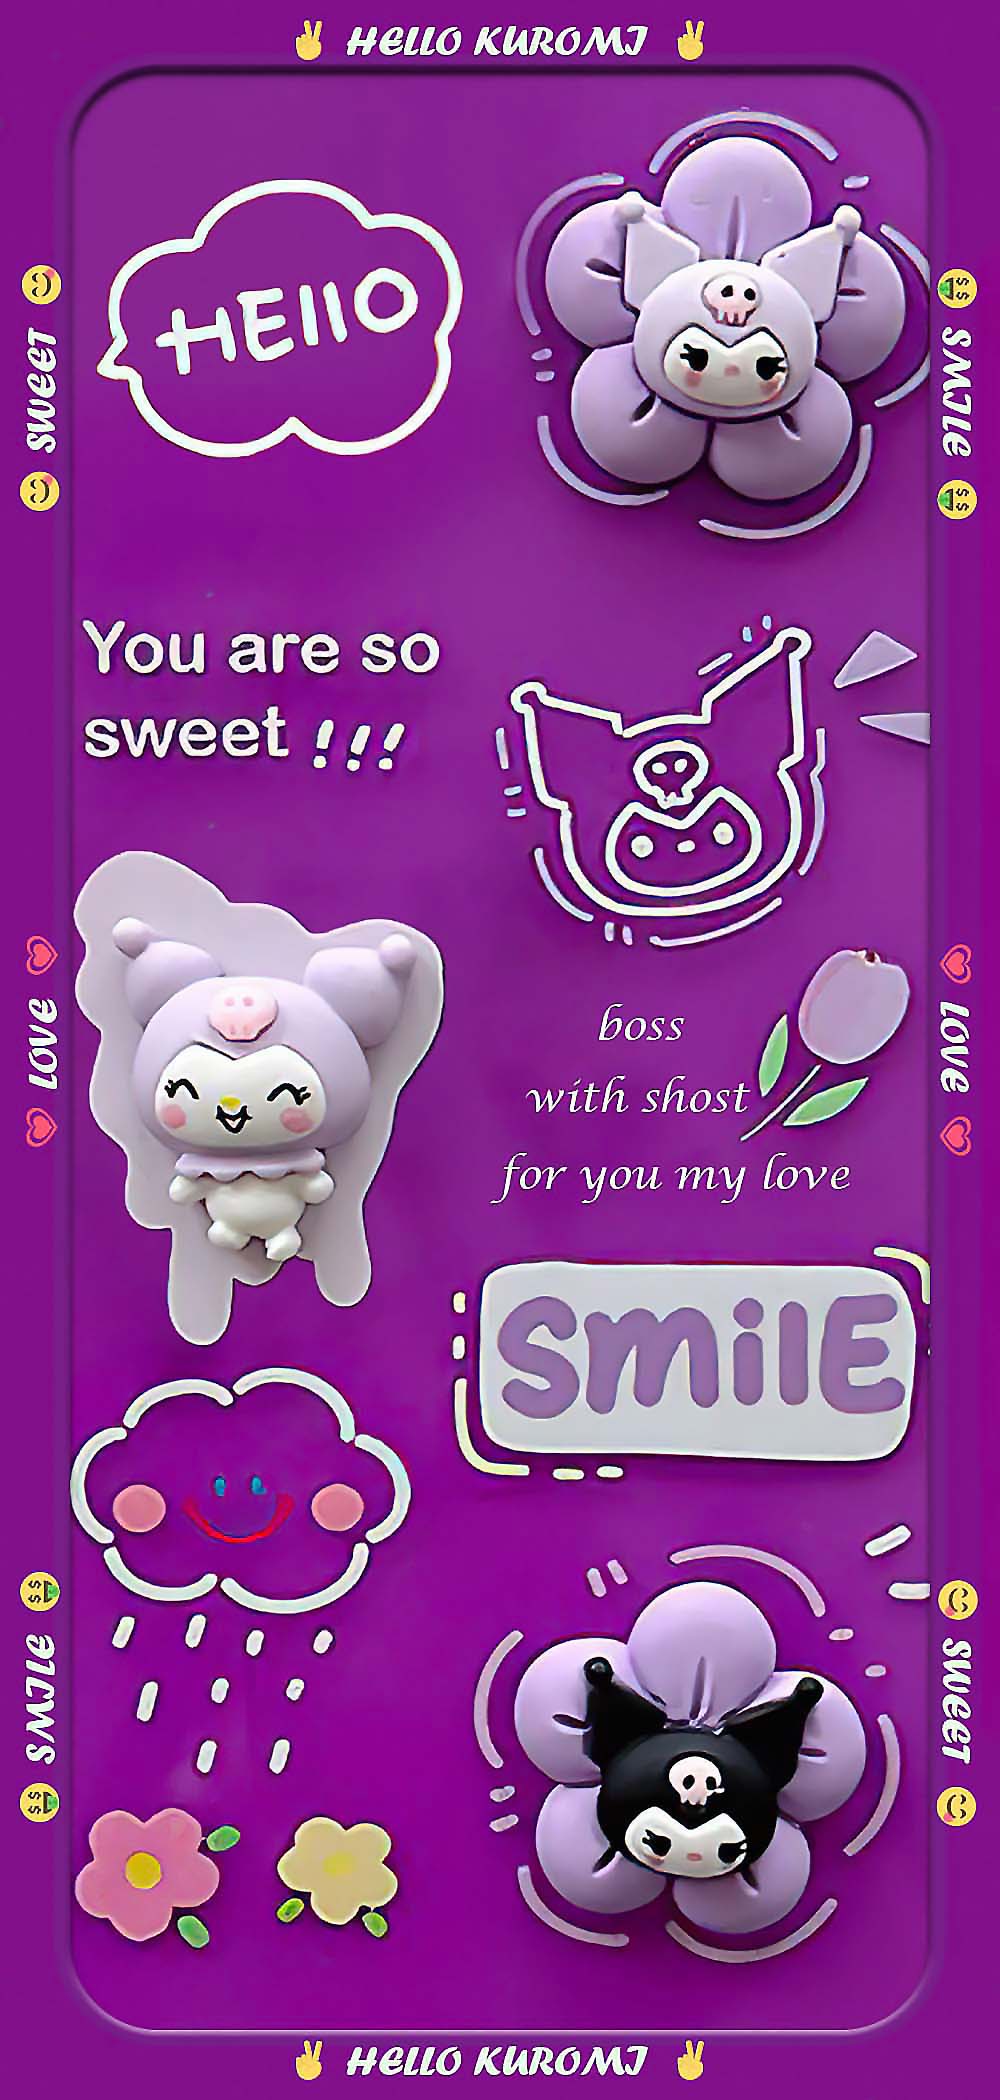 ✌ HELLO KUROMI ✌
HEllO
SWEET
SMILE
You are so
sweet !!!
LOVE
boss
with shost
for you my love
LOVE
SmilE
SMILE
SWEET
✌ HELLO KUROMI ✌